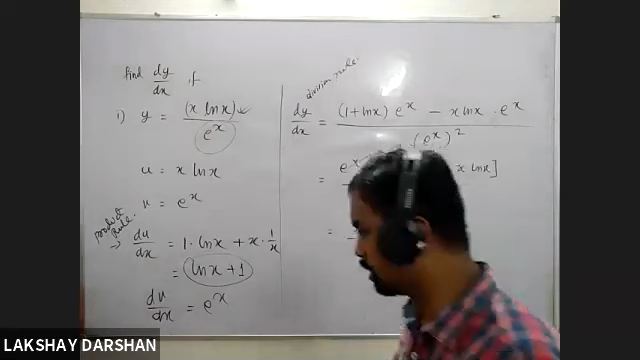 find dy/dx if
i) y = (x lnx) / e^x
u = x lnx
v = e^x
product Rule.
→ du/dx = 1 · lnx + x · 1/x
= lnx + 1
dv/dx = e^x
division rule
dy/dx = ((1 + lnx) e^x − x lnx · e^x) / (e^x)^2
= e^x x lnx]
=
LAKSHAY DARSHAN